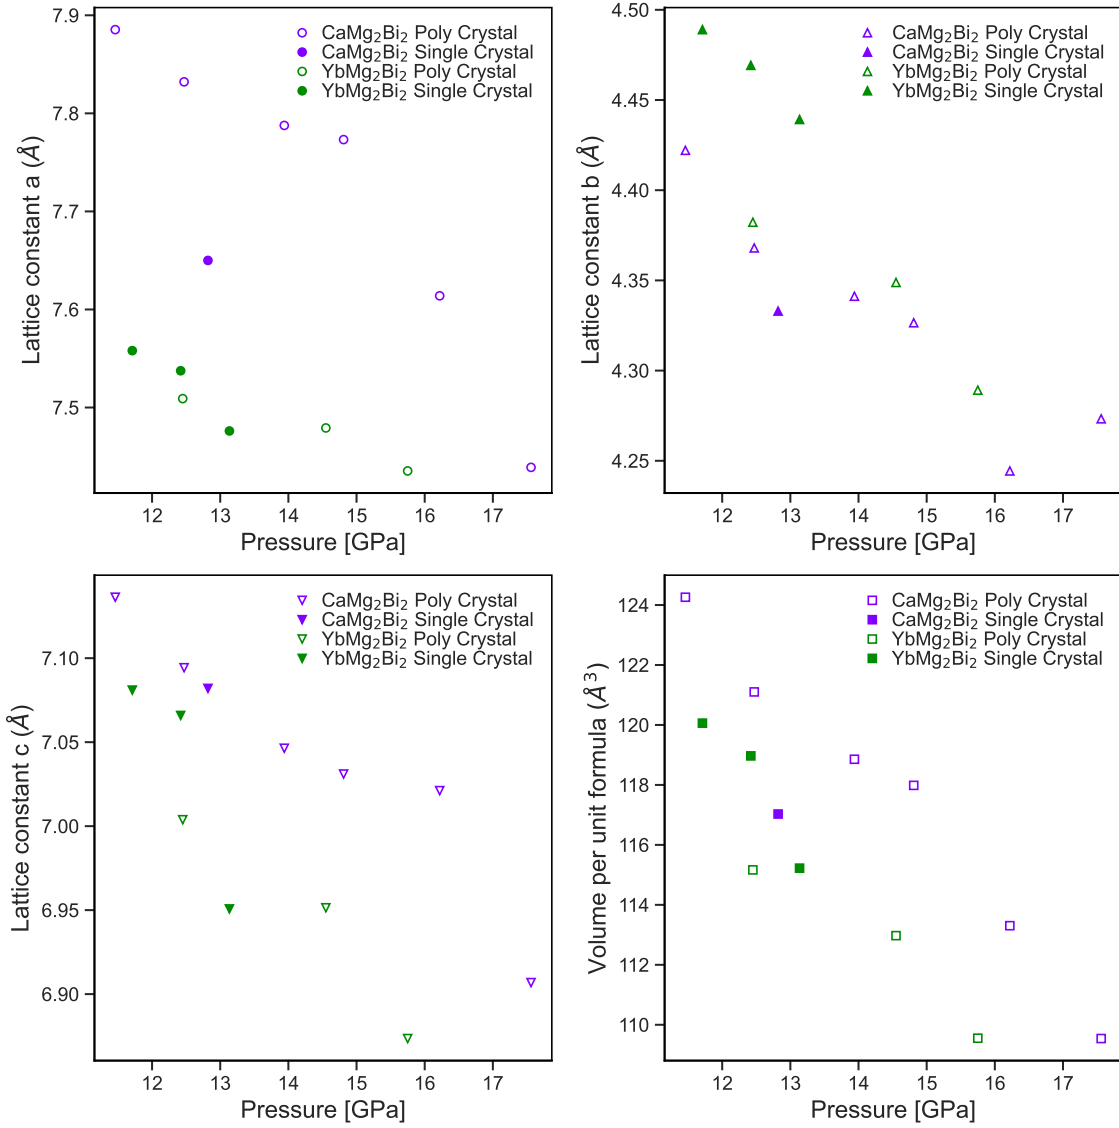 7.9
7.8
7.7
7.6
7.5
Lattice constant a (Å)
CaMg₂Bi₂ Poly Crystal
CaMg₂Bi₂ Single Crystal
YbMg₂Bi₂ Poly Crystal
YbMg₂Bi₂ Single Crystal
12 13 14 15 16 17
Pressure [GPa]
4.50
4.45
4.40
4.35
4.30
4.25
Lattice constant b (Å)
CaMg₂Bi₂ Poly Crystal
CaMg₂Bi₂ Single Crystal
YbMg₂Bi₂ Poly Crystal
YbMg₂Bi₂ Single Crystal
12 13 14 15 16 17
Pressure [GPa]
7.10
7.05
7.00
6.95
6.90
Lattice constant c (Å)
CaMg₂Bi₂ Poly Crystal
CaMg₂Bi₂ Single Crystal
YbMg₂Bi₂ Poly Crystal
YbMg₂Bi₂ Single Crystal
12 13 14 15 16 17
Pressure [GPa]
124
122
120
118
116
114
112
110
Volume per unit formula (Å³)
CaMg₂Bi₂ Poly Crystal
CaMg₂Bi₂ Single Crystal
YbMg₂Bi₂ Poly Crystal
YbMg₂Bi₂ Single Crystal
12 13 14 15 16 17
Pressure [GPa]